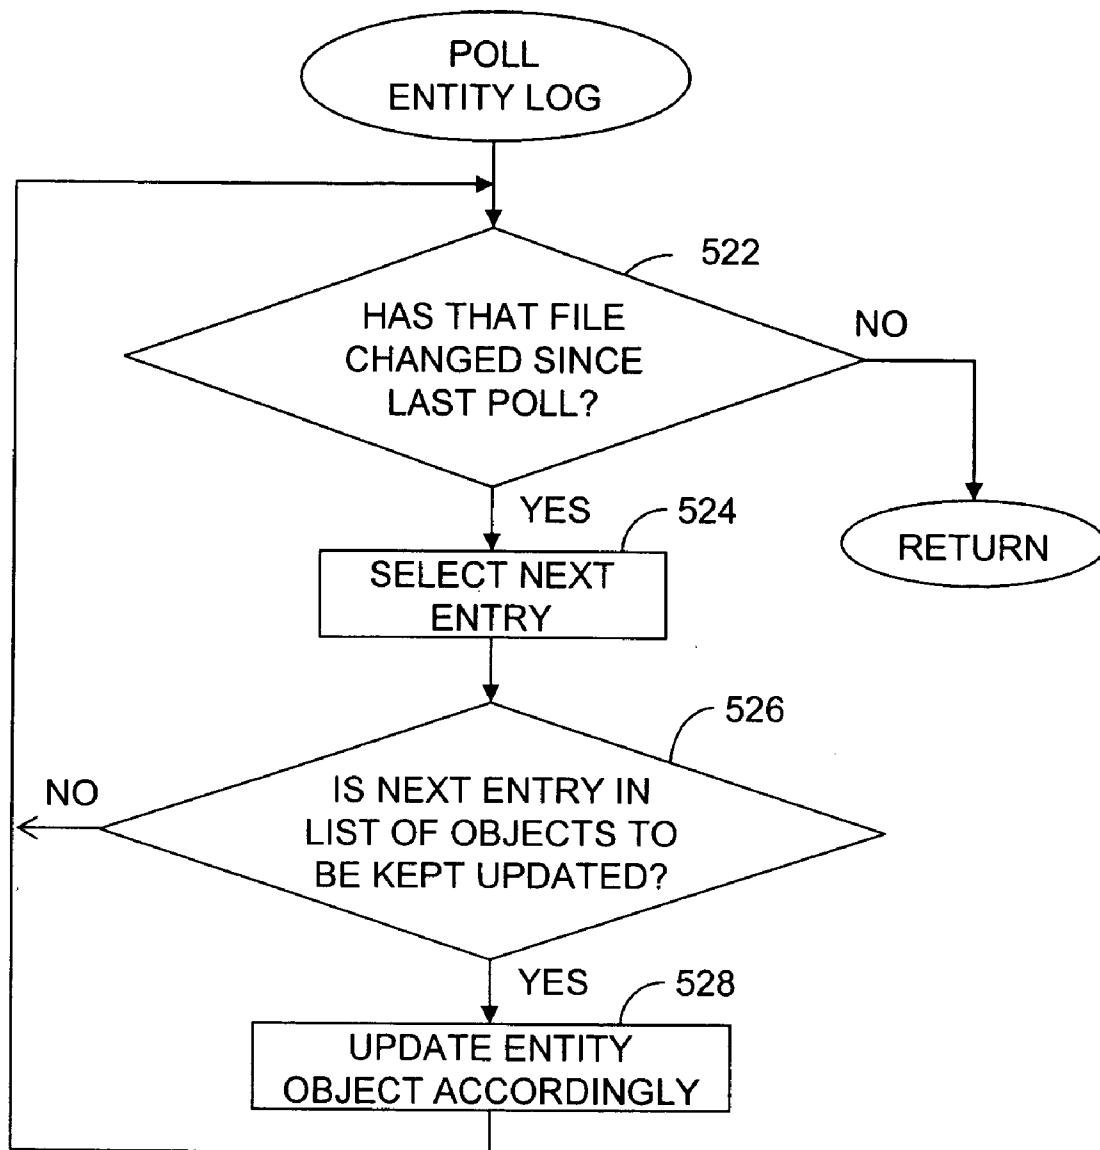 POLL
ENTITY LOG
522
HAS THAT FILE
CHANGED SINCE
LAST POLL?
NO
YES
524
SELECT NEXT
ENTRY
RETURN
526
IS NEXT ENTRY IN
LIST OF OBJECTS TO
BE KEPT UPDATED?
NO
YES
528
UPDATE ENTITY
OBJECT ACCORDINGLY